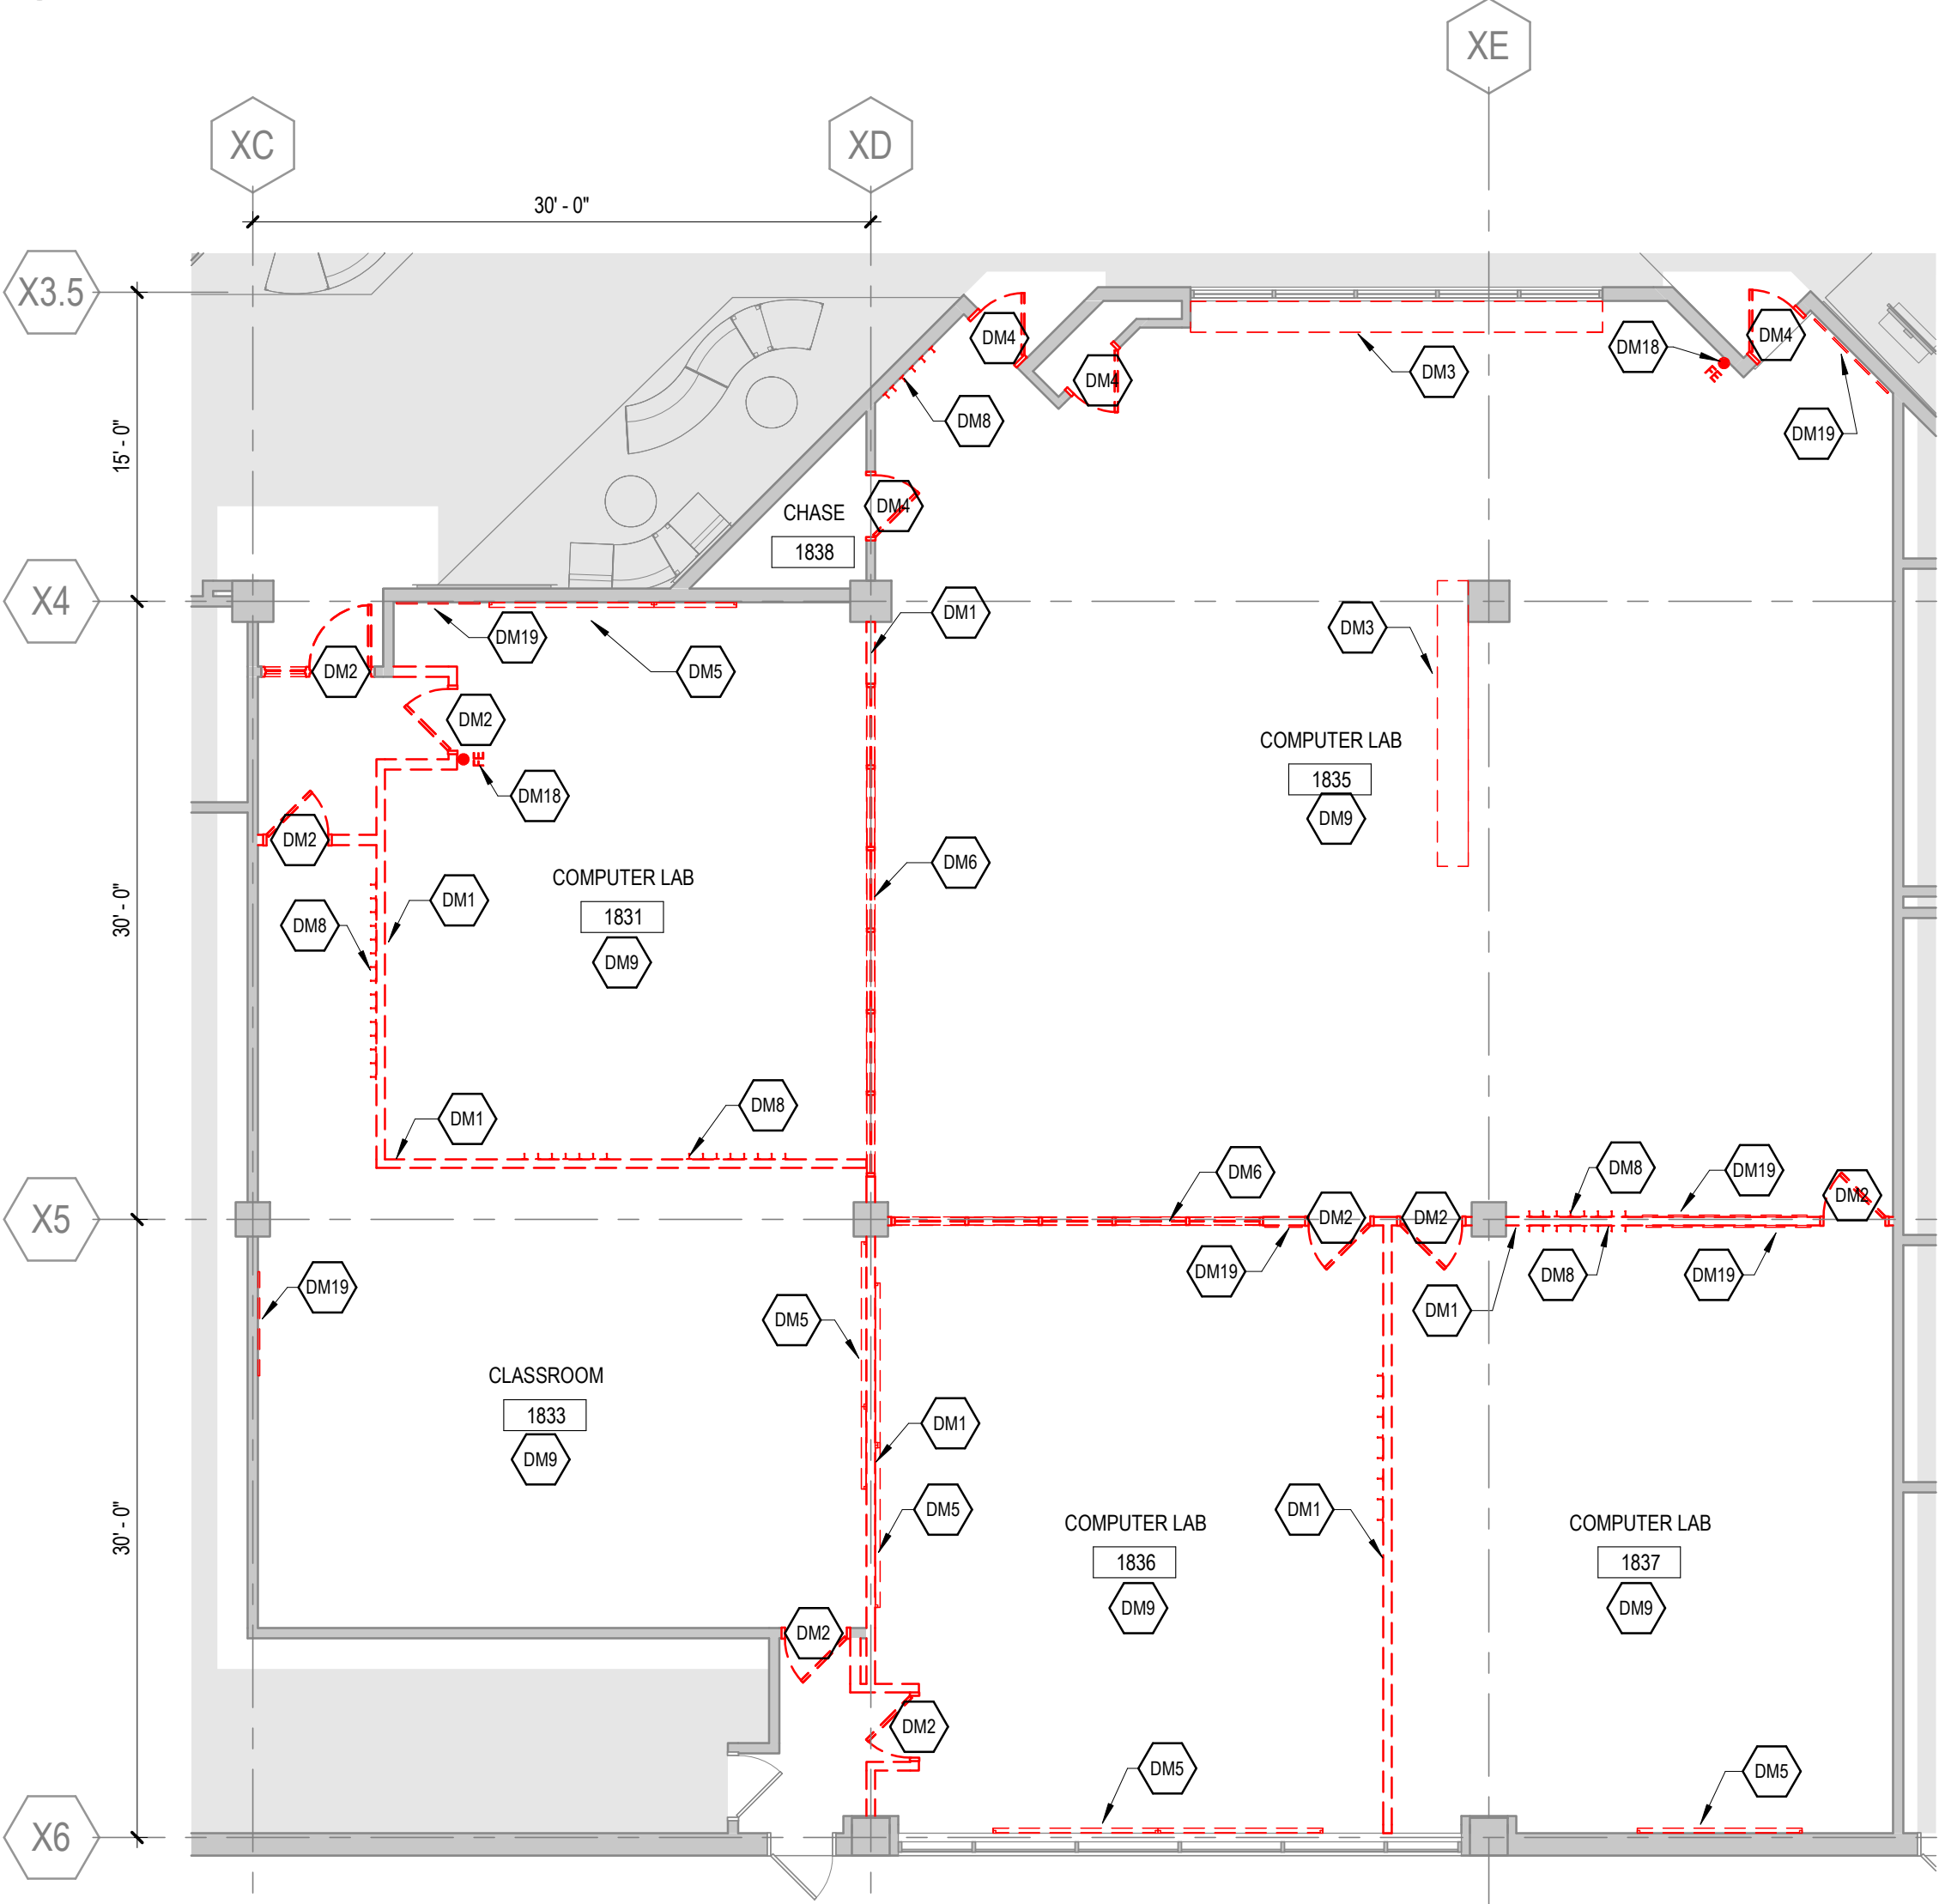 XE
XC
XD
30' - 0"
X3.5
DM4
DM4
DM18
DM4
FE
DM3
DM4
DM8
DM19
15' - 0"
CHASE
1838
DM4
X4
DM1
DM19
DM3
DM2
DM5
DM2
COMPUTER LAB
1835
DM9
FE
DM18
DM2
DM6
COMPUTER LAB
1831
DM9
DM1
DM8
30' - 0"
DM1
DM8
DM6
DM8
DM19
DM2
DM2
DM2
X5
DM19
DM19
DM8
DM19
DM1
DM5
CLASSROOM
1833
DM9
DM1
DM5
DM1
30' - 0"
COMPUTER LAB
1836
DM9
COMPUTER LAB
1837
DM9
DM2
DM2
DM5
DM5
X6